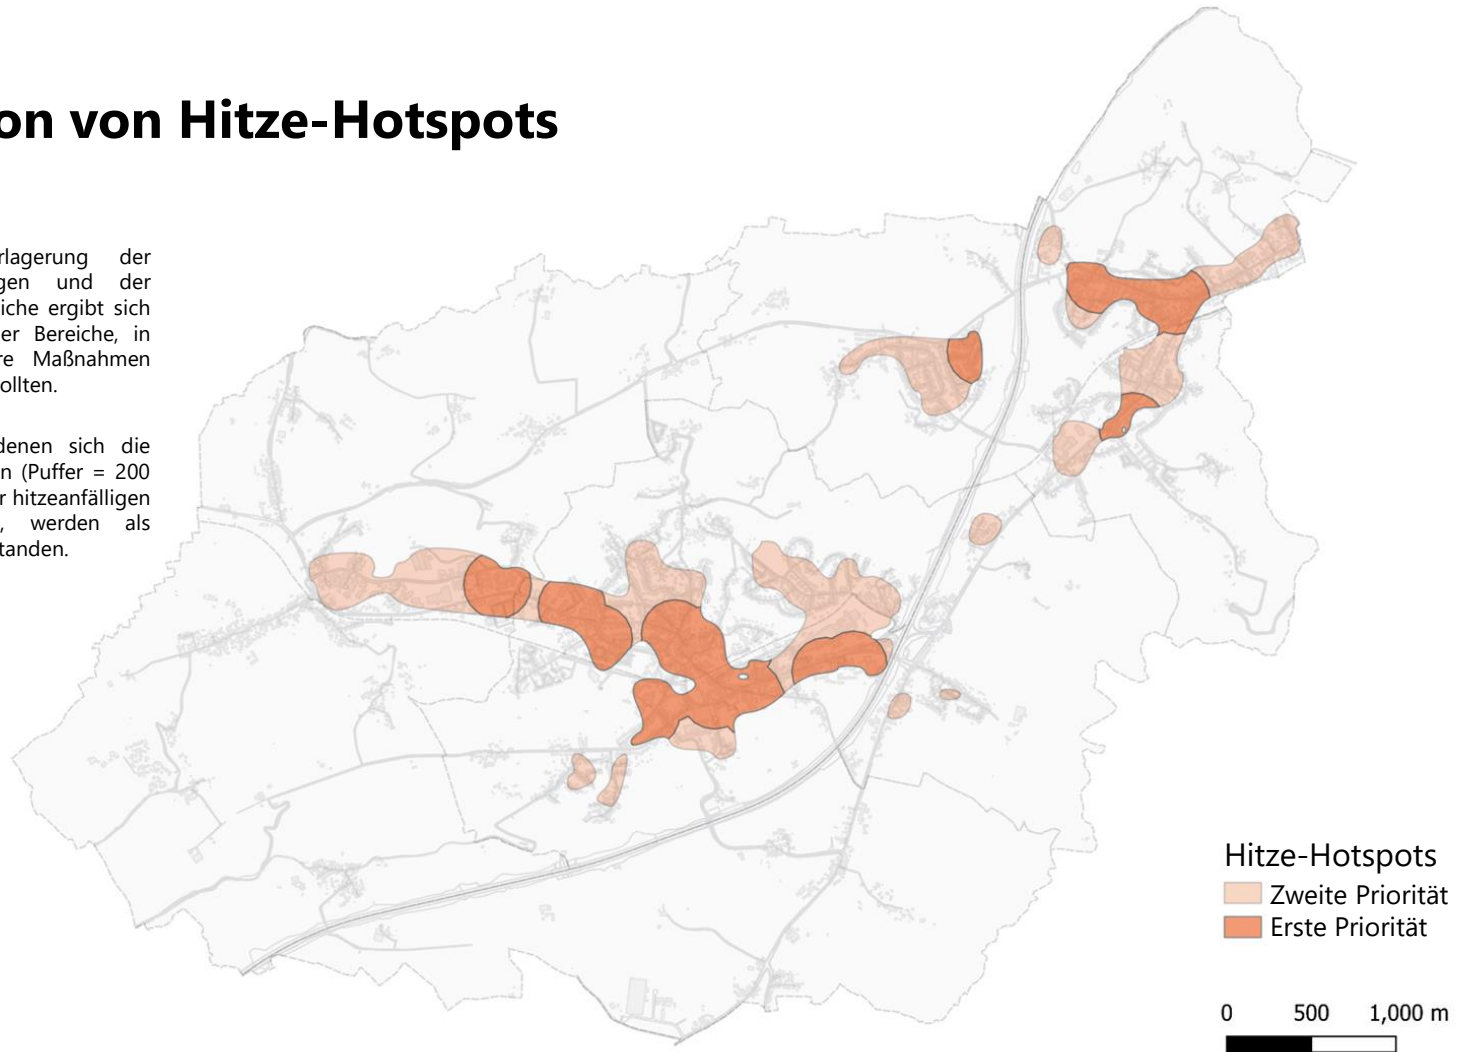 on von Hitze-Hotspots
rlagerung der
gen und der
iche ergibt sich
er Bereiche, in
re Maßnahmen
ollten.
denen sich die
n (Puffer = 200
r hitzeanfälligen
, werden als
tanden.
Hitze-Hotspots
Zweite Priorität
Erste Priorität
0 500 1,000 m